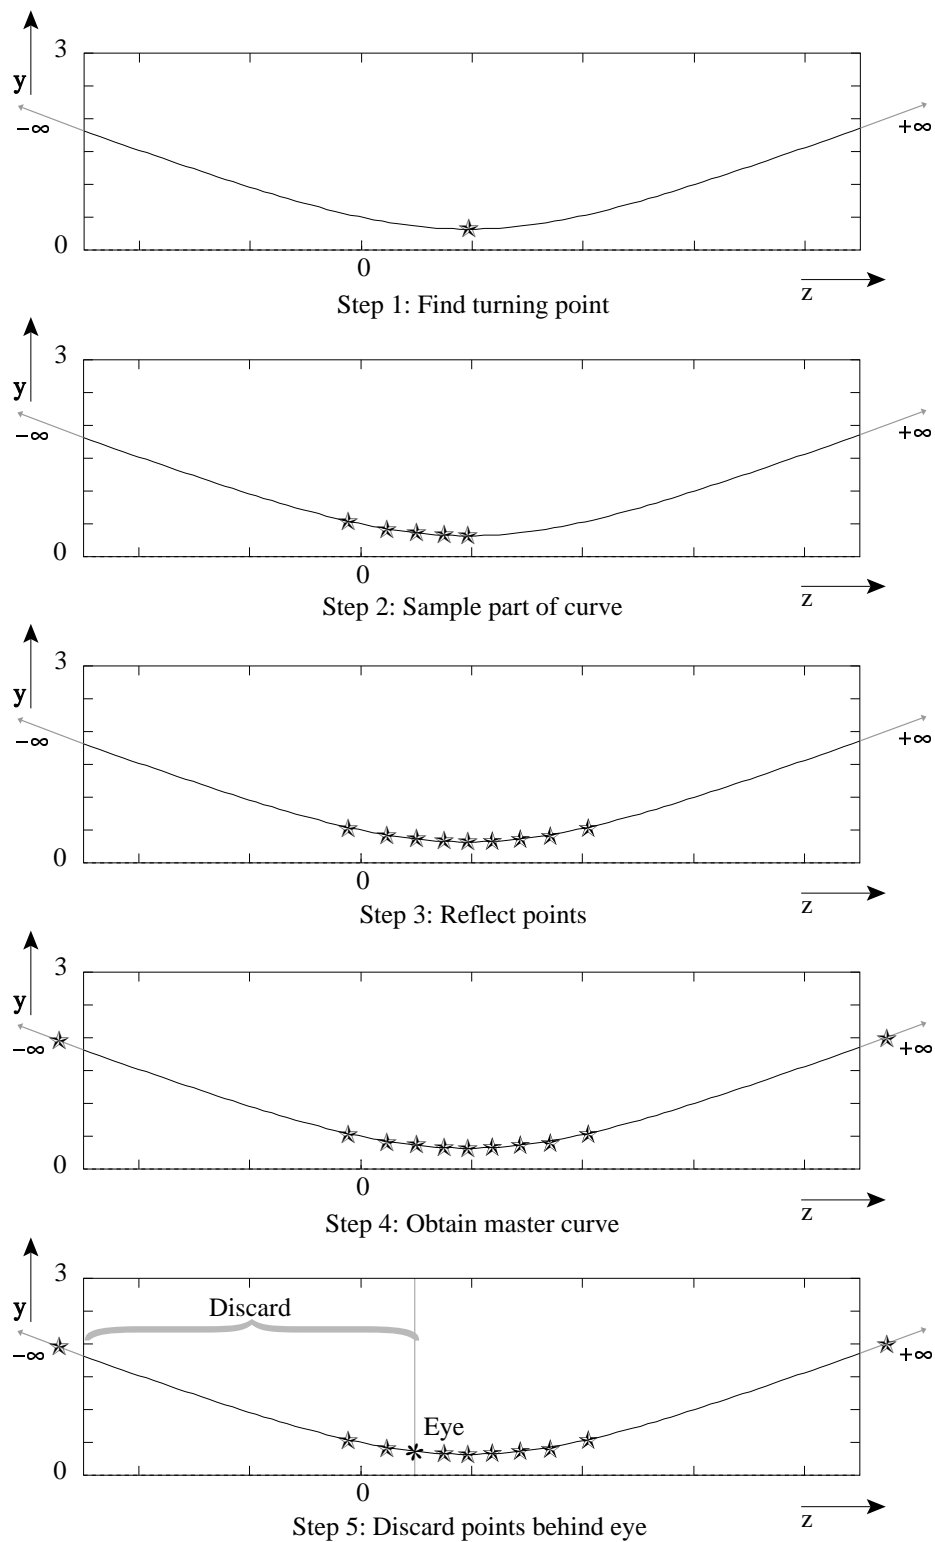 3
y
−∞
+∞
0
0
z
Step 1: Find turning point
3
y
−∞
+∞
0
0
z
Step 2: Sample part of curve
3
y
−∞
+∞
0
0
z
Step 3: Reflect points
3
y
−∞
+∞
0
0
z
Step 4: Obtain master curve
3
y
Discard
−∞
+∞
Eye
0
0
z
Step 5: Discard points behind eye